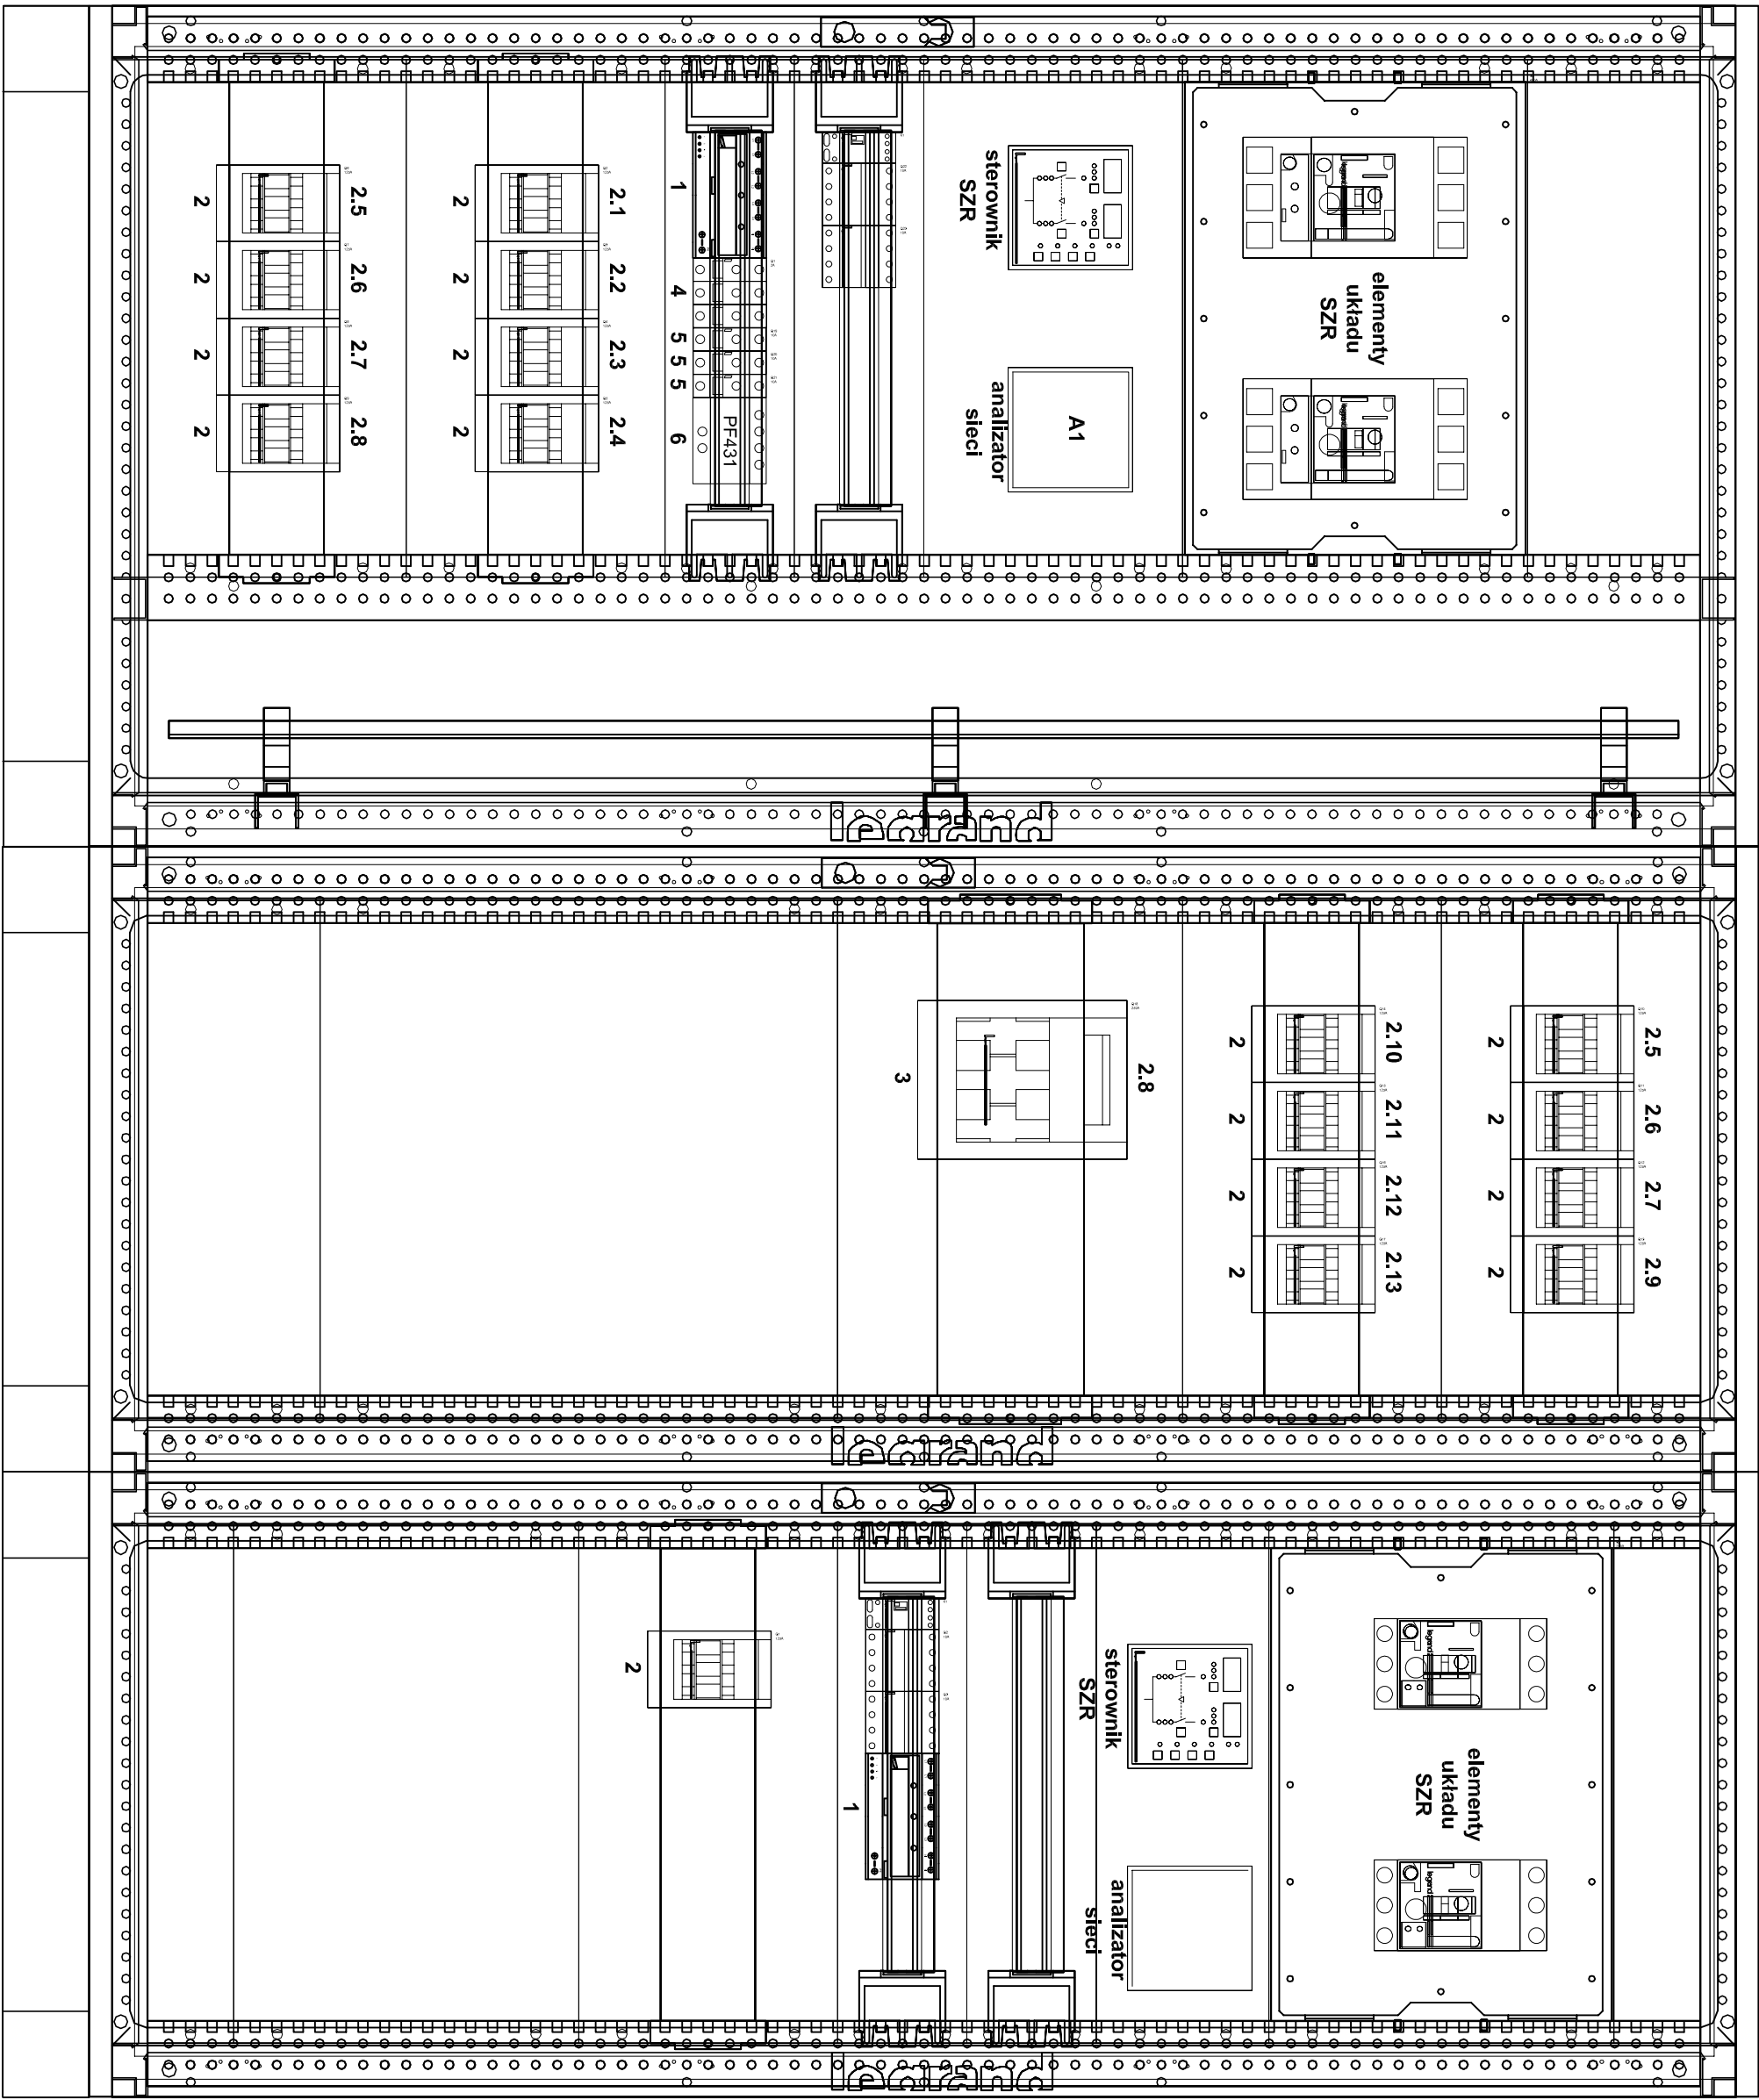 legrand
legrand
elementy
układu
SZR
sterownik
SZR
A1
analizator
sieci
PF431
1 4 5 5 5 6
2.1 2.2 2.3 2.4
2 2 2 2
2.5 2.6 2.7 2.8
2 2 2 2
legrand
2.5 2.6 2.7 2.9
2 2 2 2
2.10 2.11 2.12 2.13
2 2 2 2
2.8
3
legrand
legrand
legrand
elementy
układu
SZR
sterownik
SZR
analizator
sieci
1
2
legrand